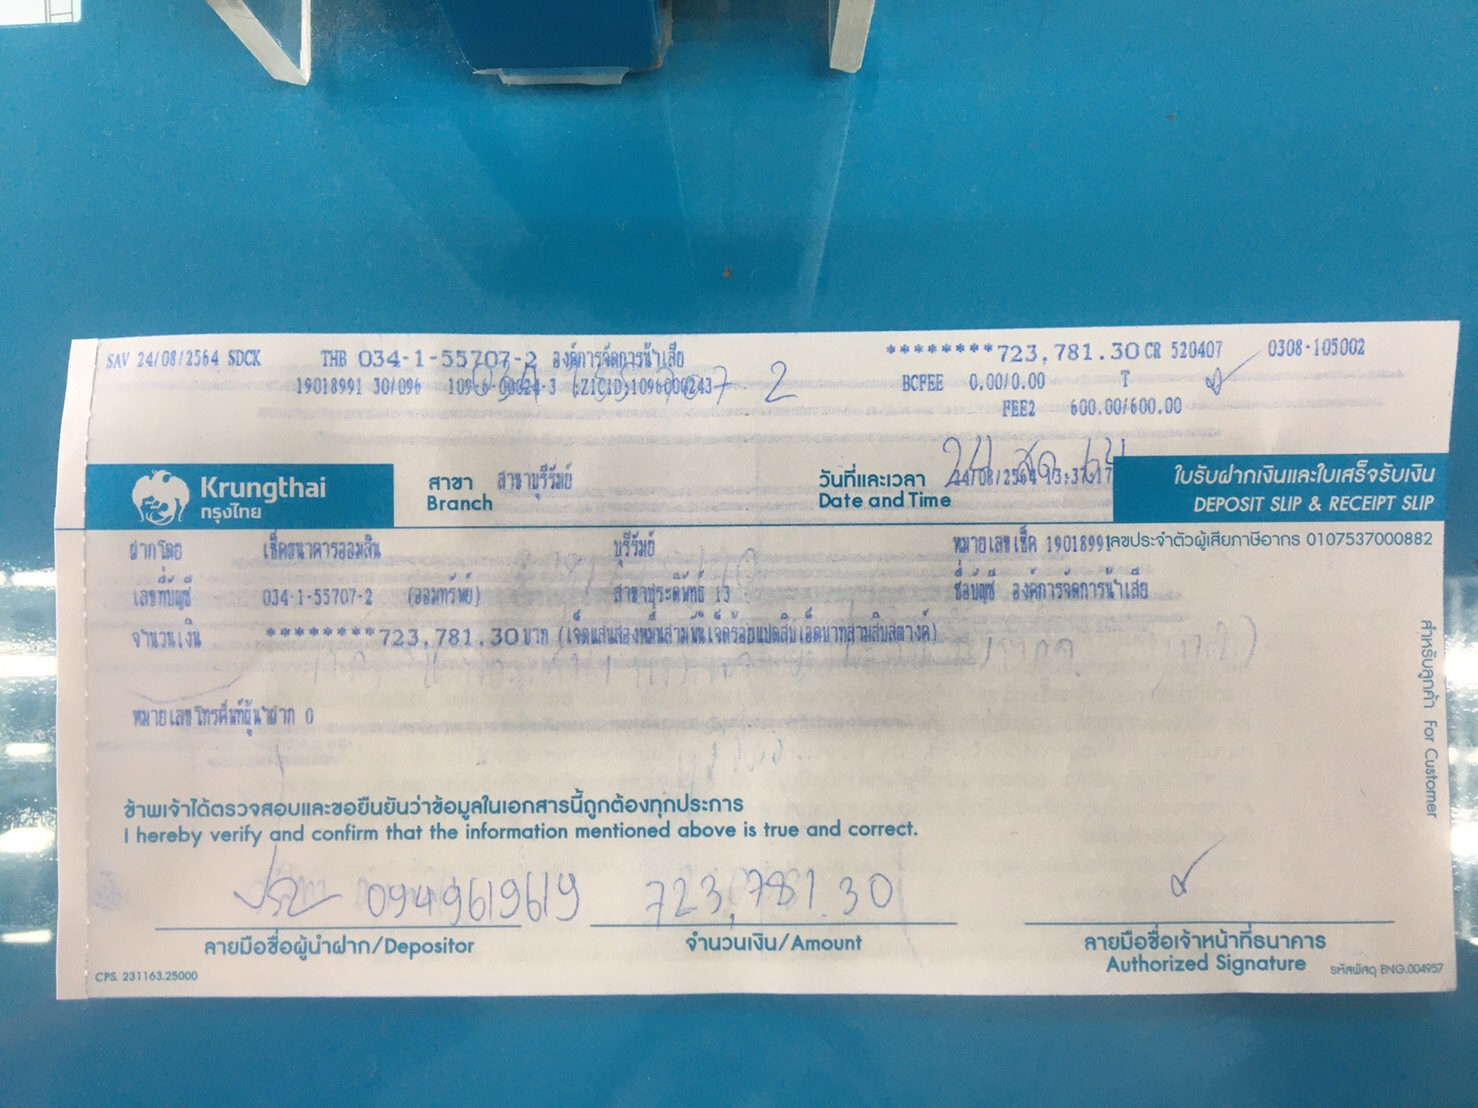 SAV 24/08/2564 SDCK THB 034-1-55707-2 องค์การจัดการน้ำเสีย ********723,781.30 CR 520407 0308-105002
19018991 30/096 10916-00024-3 (ZICID)1096000243 7 2 BCFEE 0.00/0.00 T
FEE2 600.00/600.00
Krungthai
กรุงไทย
สาขา สาขาบุรีรัมย์
Branch
วันที่และเวลา 24/08/2564 13:37:17
Date and Time
24 สค 64
ใบรับฝากเงินและใบเสร็จรับเงิน
DEPOSIT SLIP & RECEIPT SLIP
ฝากโดย เช็คธนาคารออมสิน บุรีรัมย์ หมายเลขเช็ค 19018991 เลขประจำตัวผู้เสียภาษีอากร 0107537000882
เลขที่บัญชี 034-1-55707-2 (ออมทรัพย์) สาขาประดิพัทธ์ 13 ชื่อบัญชี องค์การจัดการน้ำเสีย
จำนวนเงิน ********723,781.30 บาท (เจ็ดแสนสองหมื่นสามพันเจ็ดร้อยแปดสิบเอ็ดบาทสามสิบสตางค์)
หมายเลขโทรศัพท์ผู้นำฝาก 0
สำหรับลูกค้า For Customer
ข้าพเจ้าได้ตรวจสอบและขอยืนยันว่าข้อมูลในเอกสารนี้ถูกต้องทุกประการ
I hereby verify and confirm that the information mentioned above is true and correct.
0949619619 723,781.30
ลายมือชื่อผู้นำฝาก/Depositor จำนวนเงิน/Amount ลายมือชื่อเจ้าหน้าที่ธนาคาร
Authorized Signature
CPS. 231163.25000 รหัสพัสดุ BNG.004957